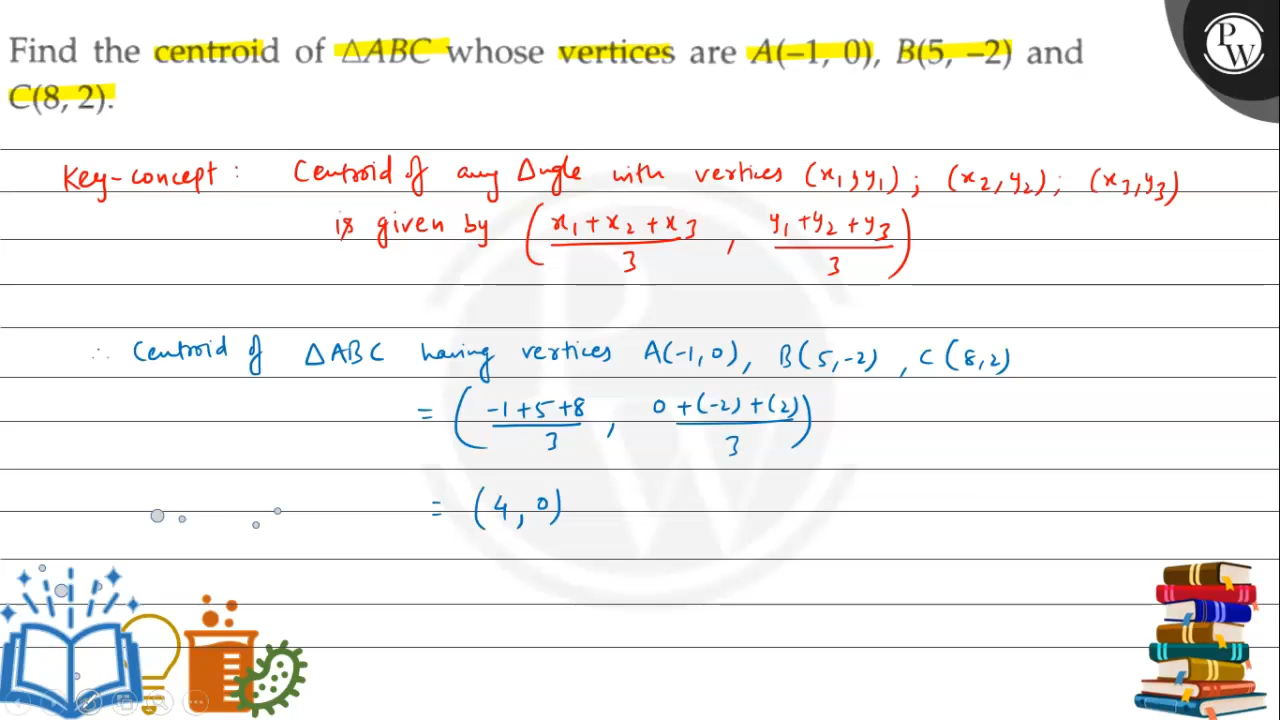 Find the centroid of △ABC whose vertices are A(–1, 0), B(5, –2) and
C(8, 2).
PW
Key-concept : Centroid of any Δngle with vertices (x₁,y₁) ; (x₂,y₂) ; (x₃,y₃)
is given by ( (x₁+x₂+x₃)/3 , (y₁+y₂+y₃)/3 )
∴ Centroid of ΔABC having vertices A(-1,0), B(5,-2) , C(8,2)
= ( (-1+5+8)/3 , (0+(-2)+(2))/3 )
= (4, 0)